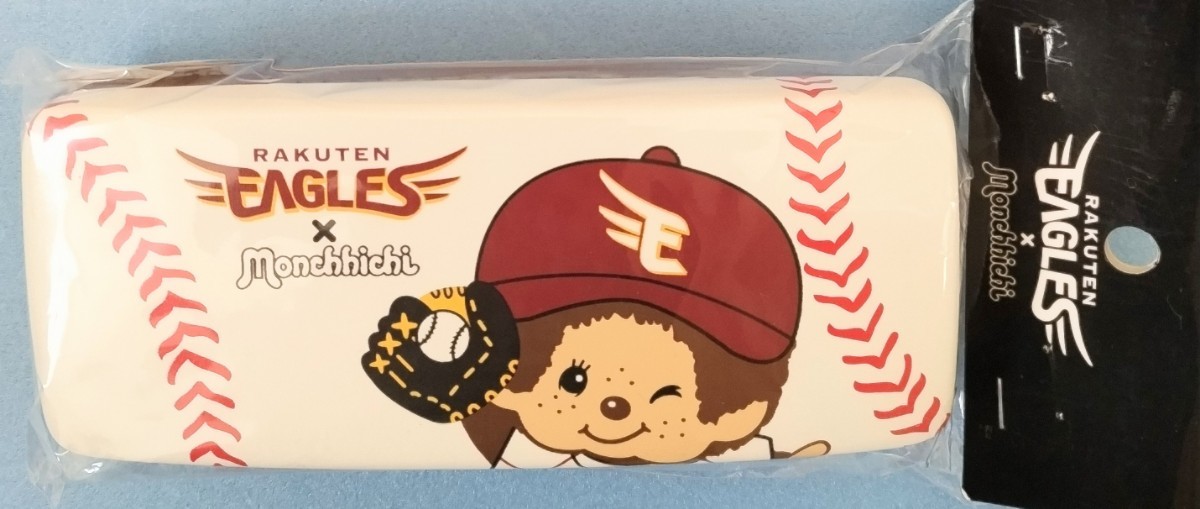 RAKUTEN
EAGLES
×
Monchhichi
E
RAKUTEN
EAGLES
×
Monchhichi